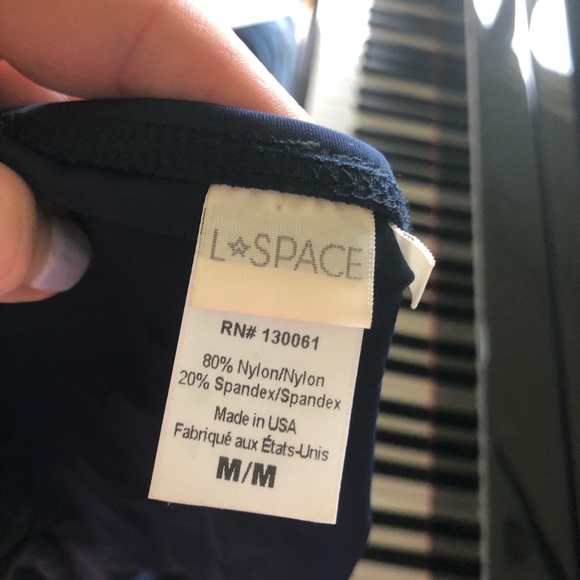 L★SPACE
RN# 130061
80% Nylon/Nylon
20% Spandex/Spandex
Made in USA
Fabriqué aux États-Unis
M/M